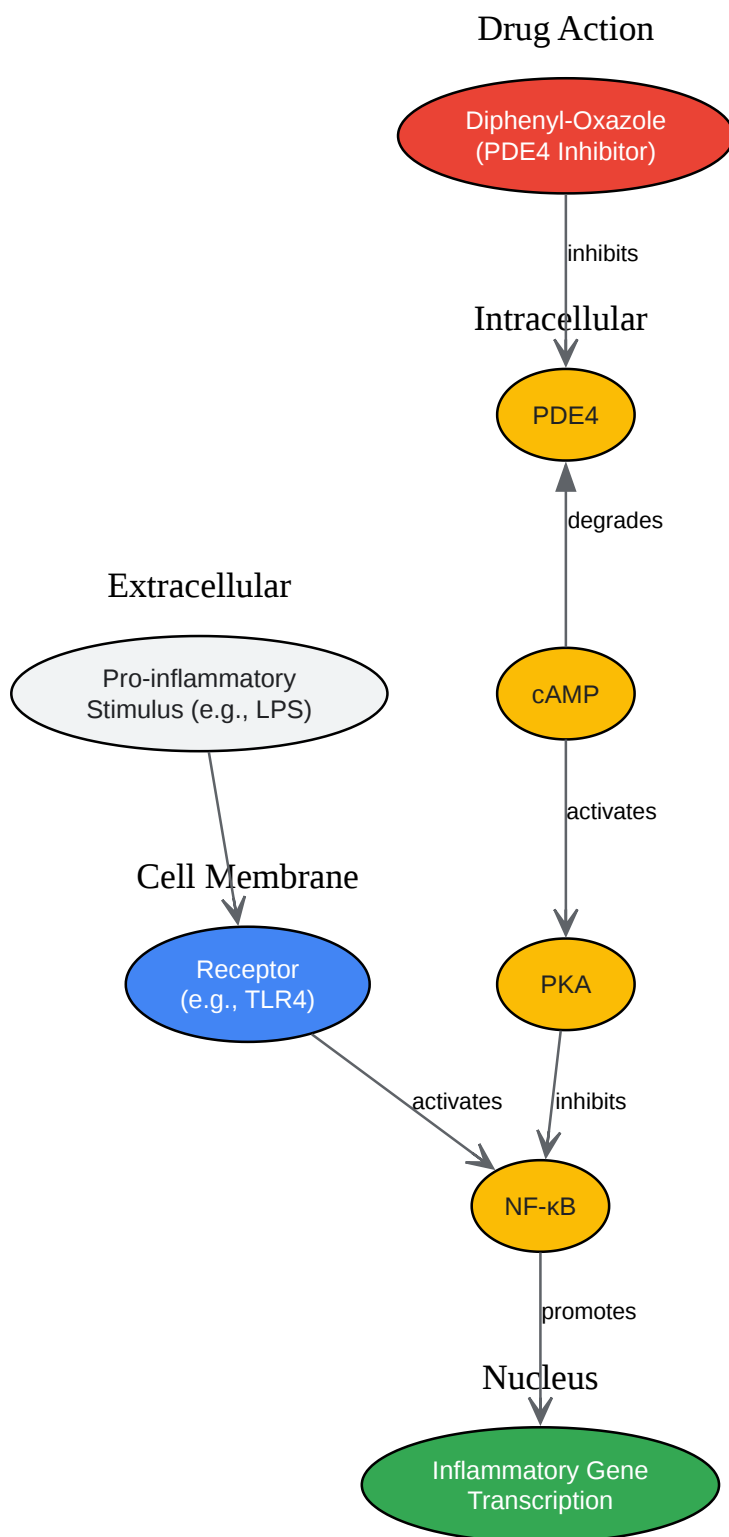 Drug Action
Diphenyl-Oxazole
(PDE4 Inhibitor)
inhibits
Intracellular
PDE4
degrades
Extracellular
Pro-inflammatory
Stimulus (e.g., LPS)
cAMP
activates
Cell Membrane
Receptor
(e.g., TLR4)
PKA
activates
inhibits
NF-κB
promotes
Nucleus
Inflammatory Gene
Transcription